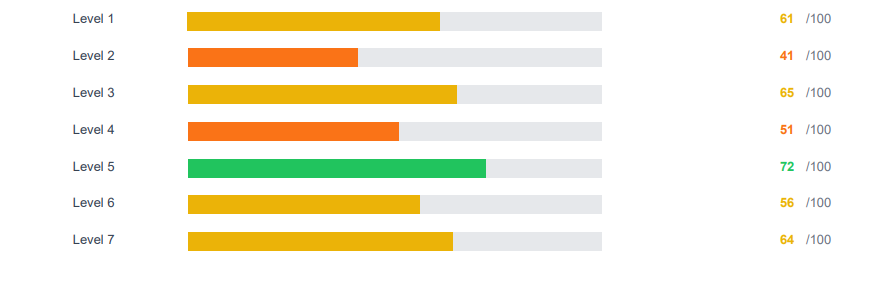 Level 1 61 /100
Level 2 41 /100
Level 3 65 /100
Level 4 51 /100
Level 5 72 /100
Level 6 56 /100
Level 7 64 /100